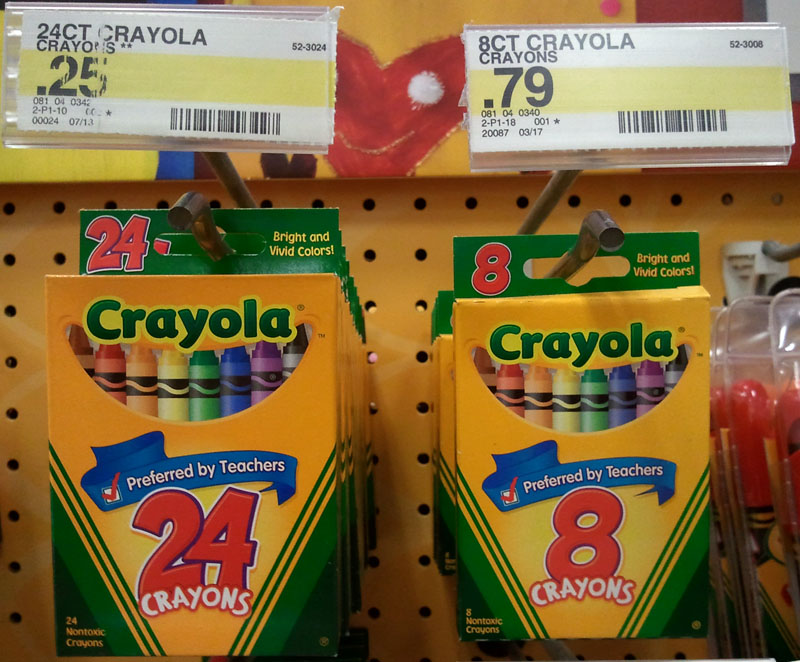 24CT CRAYOLA
CRAYONS **
52-3024
.25
081 04 0342
2-P1-10
00024 07/13
8CT CRAYOLA
CRAYONS
52-3008
.79
081 04 0340
2-P1-18 001 *
20087 03/17
24
Bright and
Vivid Colors!
Crayola
Preferred by Teachers
24
CRAYONS
24
Nontoxic
Crayons
8
Bright and
Vivid Colors!
Crayola
Preferred by Teachers
8
CRAYONS
8
Nontoxic
Crayons